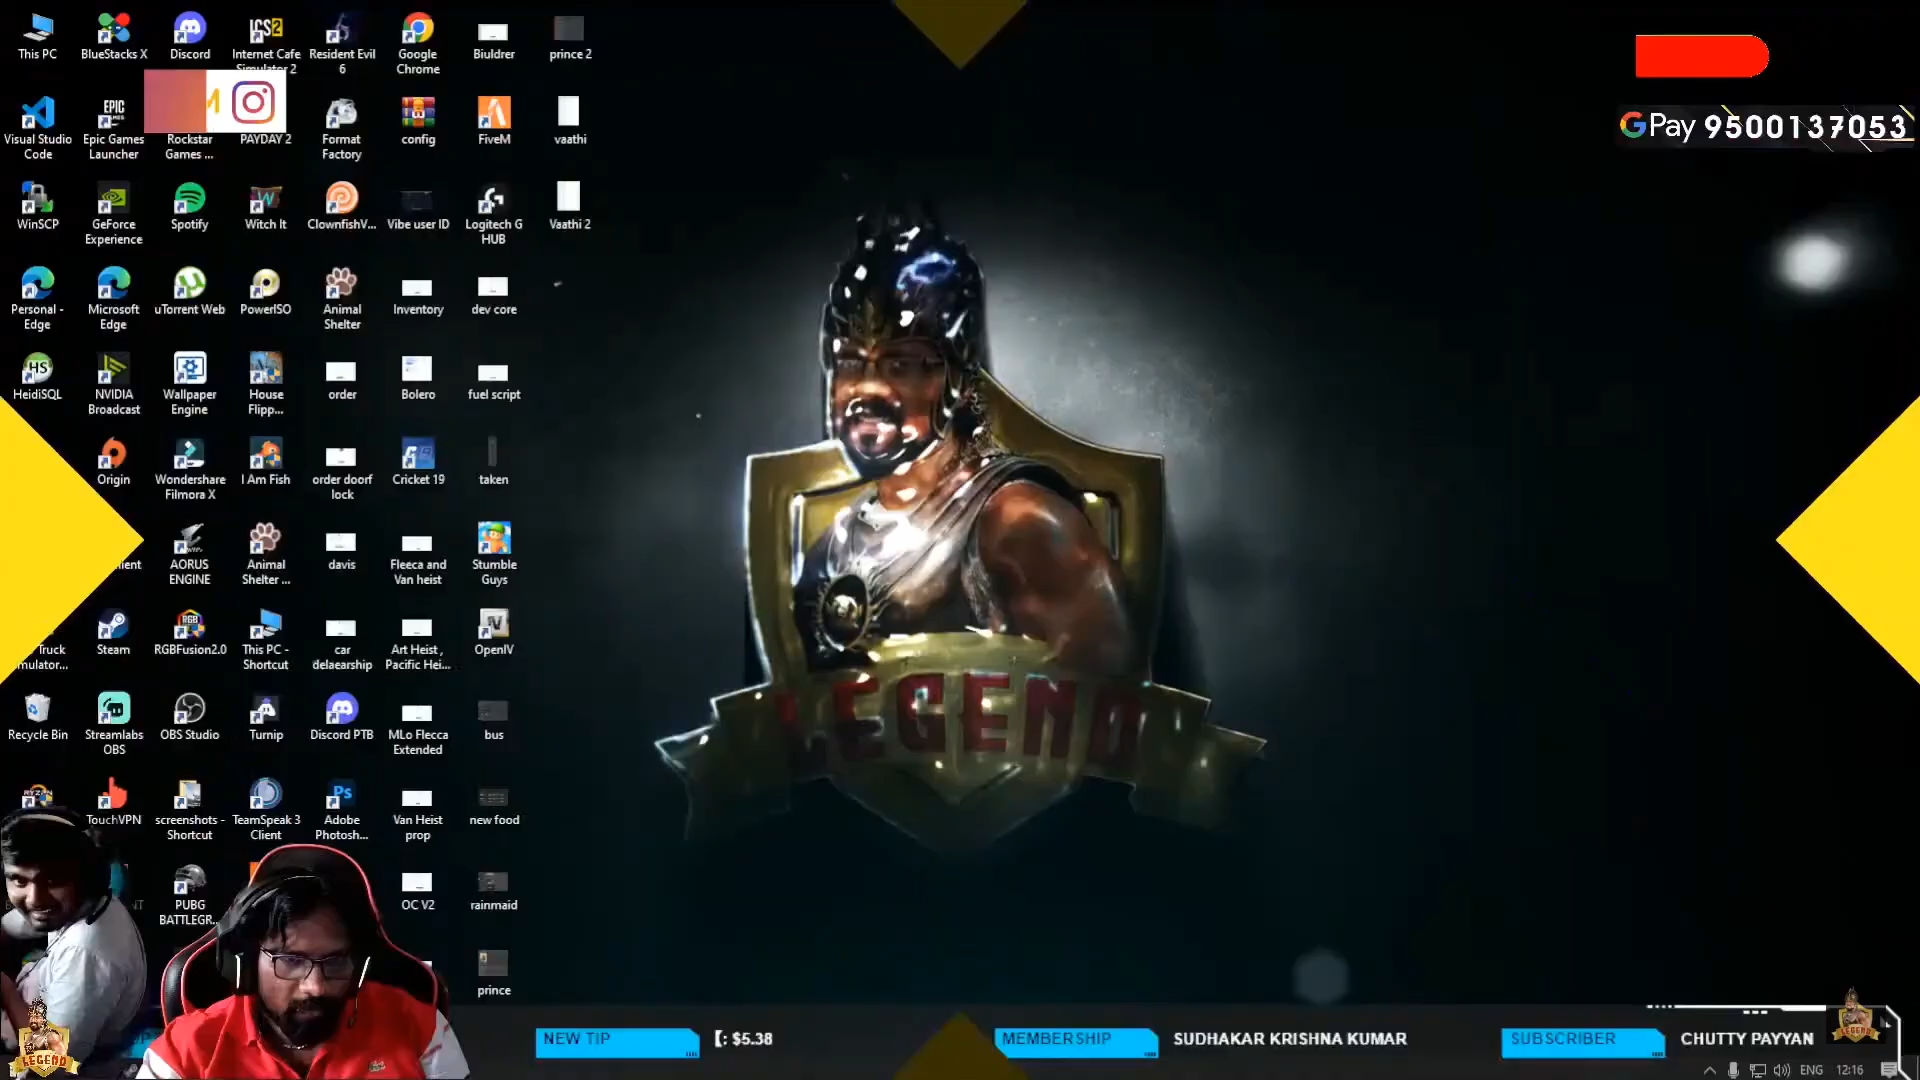 This PC
BlueStacks X
Discord
Internet Cafe
Simulator 2
Resident Evil
6
Google
Chrome
Biuldrer
prince 2
Visual Studio
Code
EPIC
GAMES
Epic Games
Launcher
Rockstar
Games ...
PAYDAY 2
Format
Factory
config
FiveM
vaathi
G Pay 9500137053
WinSCP
GeForce
Experience
Spotify
Witch It
ClownfishV...
Vibe user ID
Logitech G
HUB
Vaathi 2
Personal -
Edge
Microsoft
Edge
uTorrent Web
PowerISO
Animal
Shelter
Inventory
dev core
HeidiSQL
NVIDIA
Broadcast
Wallpaper
Engine
House
Flipp...
order
Bolero
fuel script
Origin
Wondershare
Filmora X
I Am Fish
order doorf
lock
Cricket 19
taken
AORUS
ENGINE
Animal
Shelter ...
davis
Fleeca and
Van heist
Stumble
Guys
Truck
Steam
RGBFusion2.0
This PC -
Shortcut
car
delaearship
Art Heist ,
Pacific Hei...
OpenIV
LEGEND
Recycle Bin
Streamlabs
OBS
OBS Studio
Turnip
Discord PTB
MLo Flecca
Extended
bus
TouchVPN
screenshots -
Shortcut
TeamSpeak 3
Client
Adobe
Photosh...
Van Heist
prop
new food
PUBG
BATTLEGR...
OC V2
rainmaid
prince
LEGEND
NEW TIP
[: $5.38
MEMBERSHIP
SUDHAKAR KRISHNA KUMAR
SUBSCRIBER
CHUTTY PAYYAN
ENG
12:16